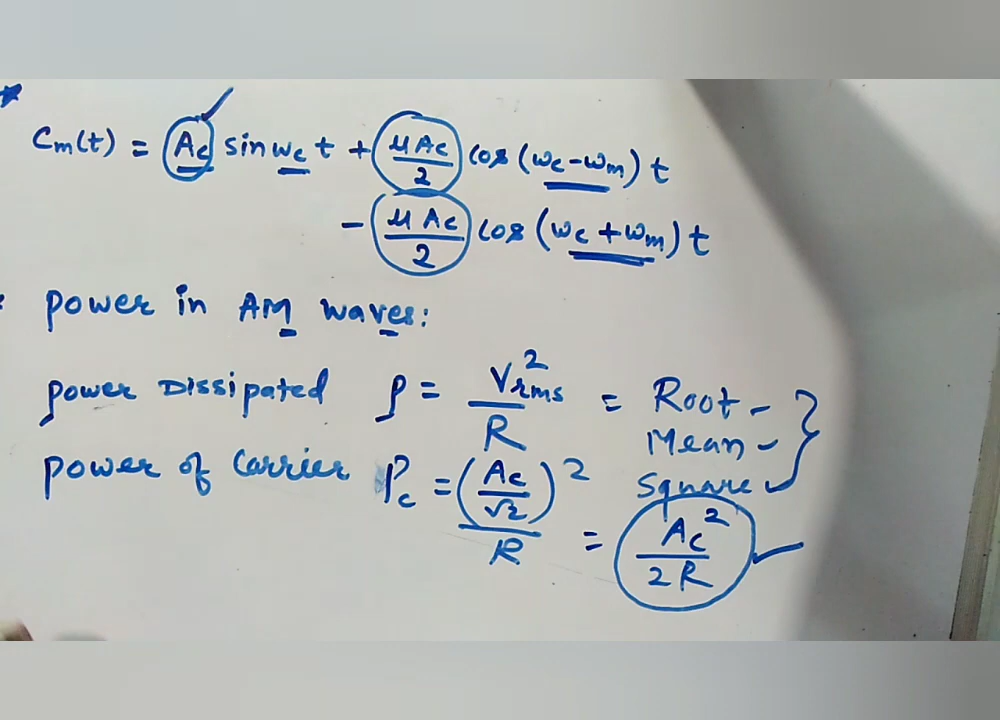 Cm(t) = Ac sin wc t + μAc/2 cos (wc-wm) t
- μAc/2 cos (wc+wm) t
power in AM waves:
power Dissipated P = Vrms²/R = Root-
Mean-
Square
power of carrier Pc = (Ac/√2)²/R = Ac²/2R